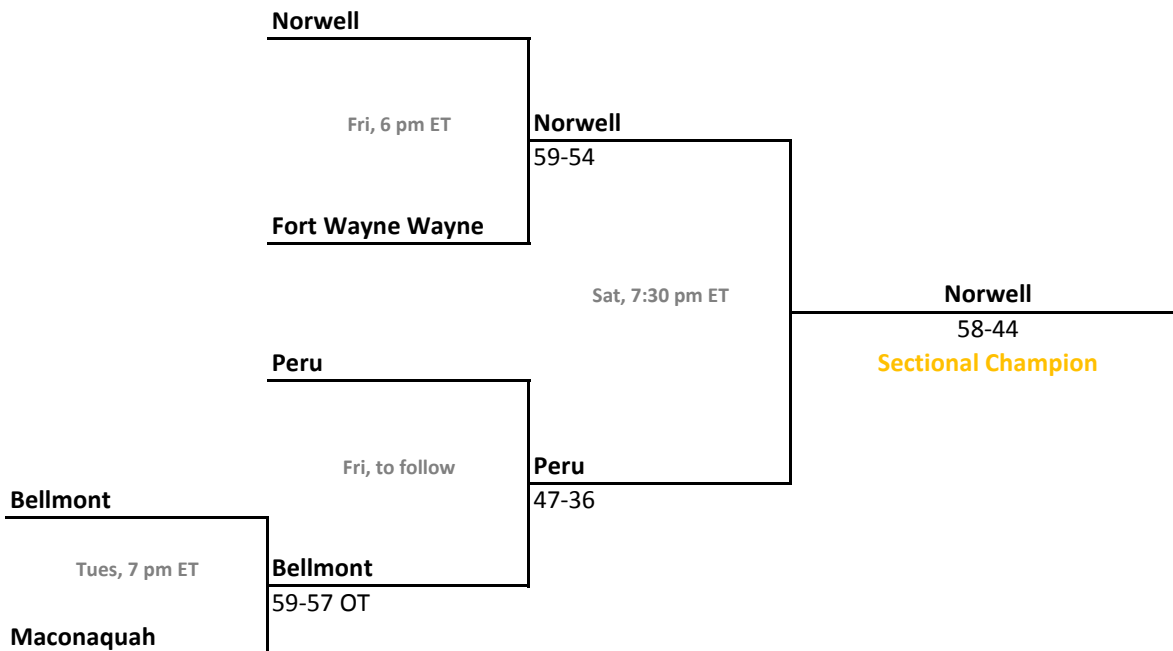 Norwell
Fri, 6 pm ET
Norwell
59-54
Fort Wayne Wayne
Sat, 7:30 pm ET
Norwell
58-44
Sectional Champion
Peru
Fri, to follow
Peru
47-36
Bellmont
Tues, 7 pm ET
Bellmont
59-57 OT
Maconaquah